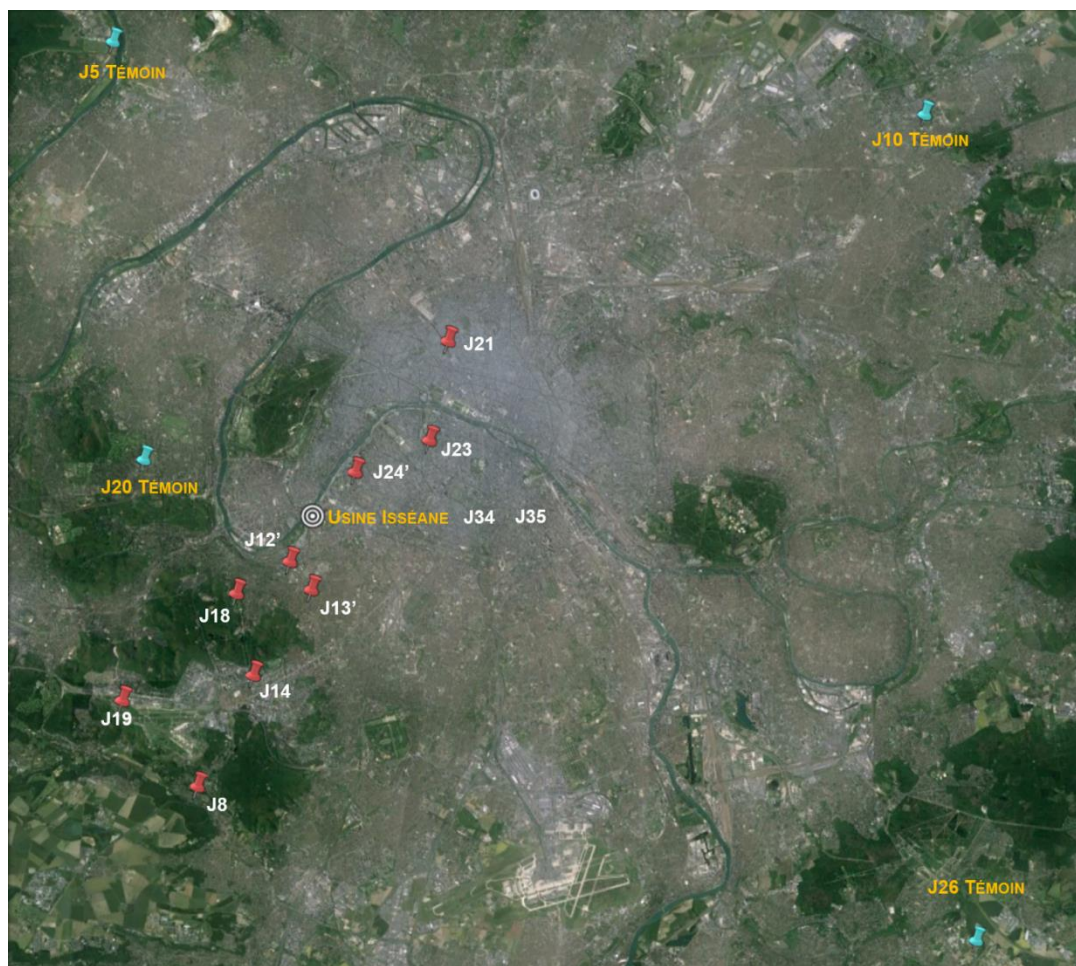 J5 TÉMOIN
J10 TÉMOIN
J21
J23
J24'
J20 TÉMOIN
USINE ISSÉANE J34 J35
J12'
J18
J13'
J14
J19
J8
J26 TÉMOIN